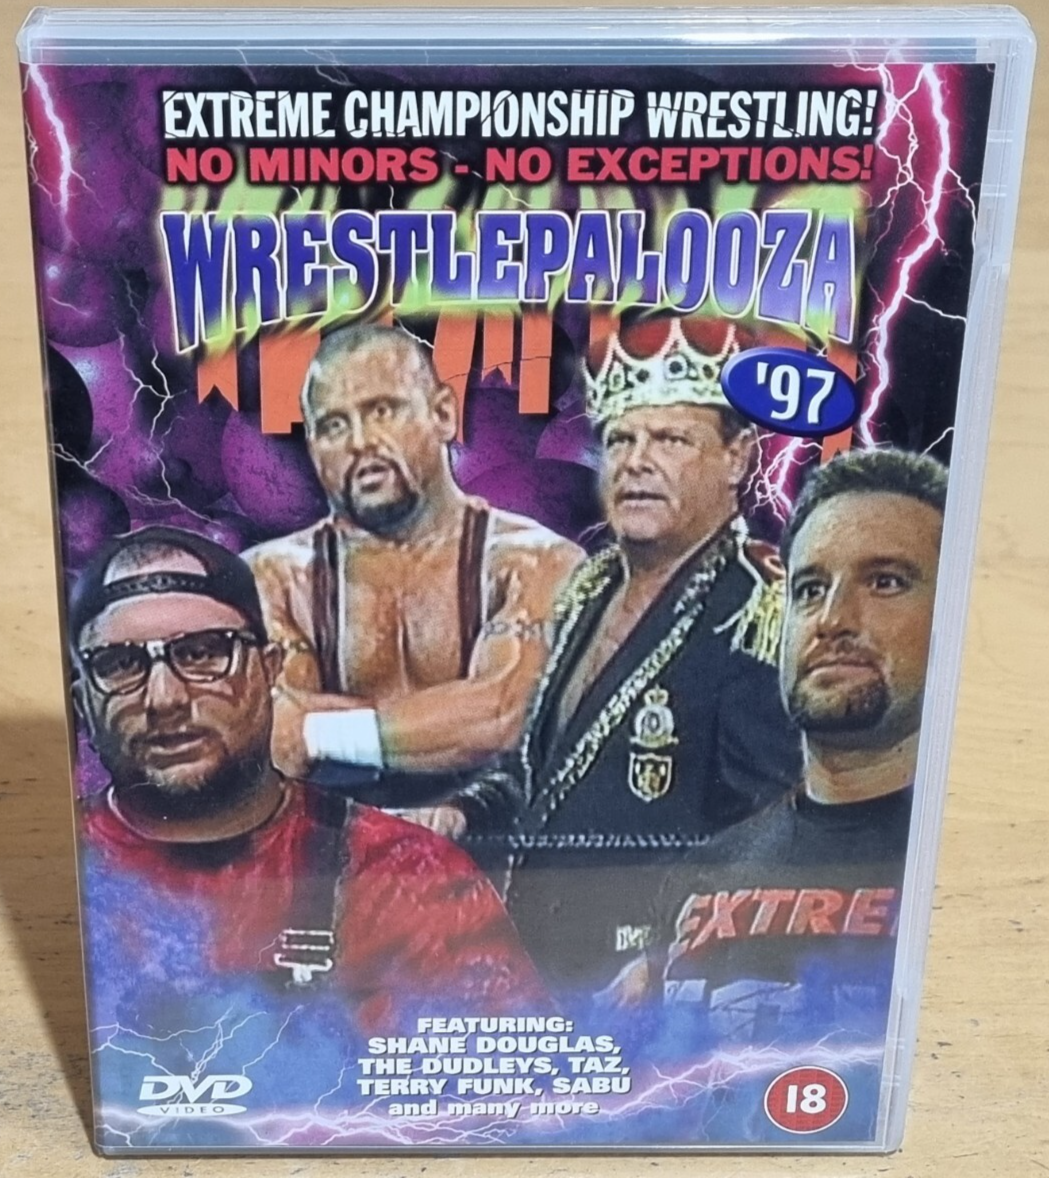 EXTREME CHAMPIONSHIP WRESTLING!
NO MINORS - NO EXCEPTIONS!
WRESTLEPALOOZA
'97
EXTRE
FEATURING:
SHANE DOUGLAS,
THE DUDLEYS, TAZ,
TERRY FUNK, SABU
and many more
DVD
VIDEO
18